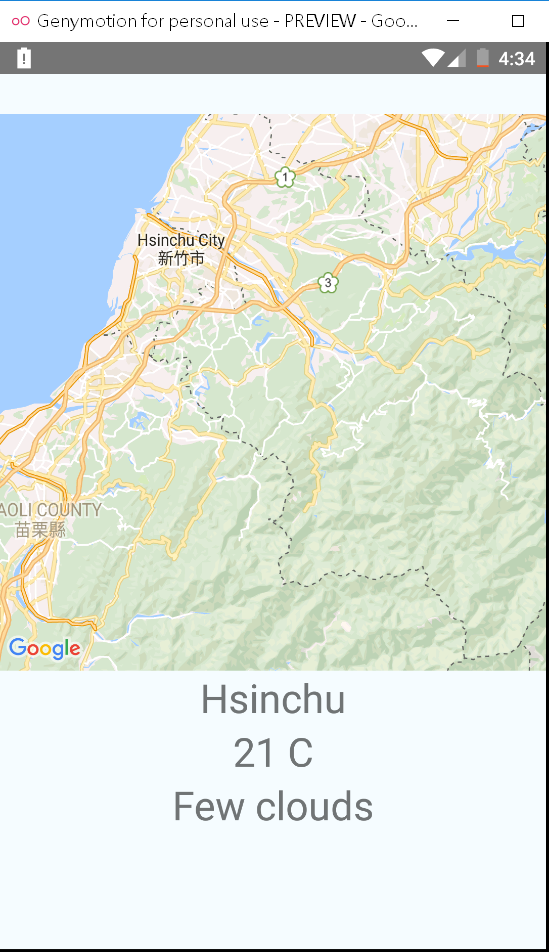 Genymotion for personal use - PREVIEW - Goo...
4:34
1
Hsinchu City
新竹市
3
AOLI COUNTY
苗栗縣
Google
Hsinchu
21 C
Few clouds